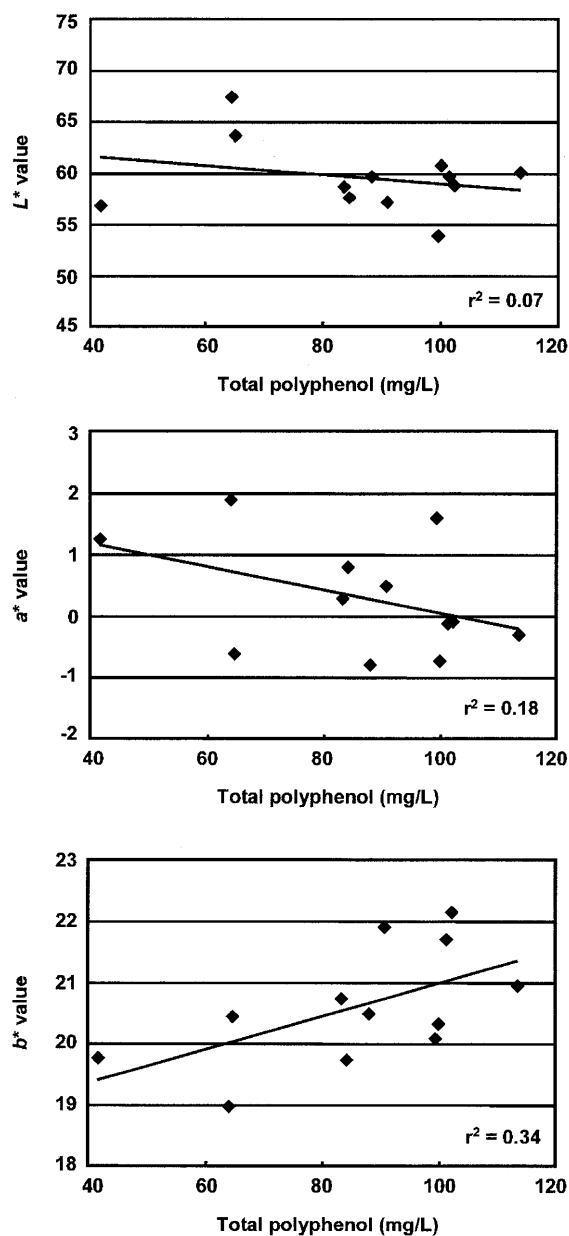 75
70
65
60
55
50
45
L* value
r² = 0.07
40 60 80 100 120
Total polyphenol (mg/L)
3
2
1
0
-1
-2
a* value
r² = 0.18
40 60 80 100 120
Total polyphenol (mg/L)
23
22
21
20
19
18
b* value
r² = 0.34
40 60 80 100 120
Total polyphenol (mg/L)